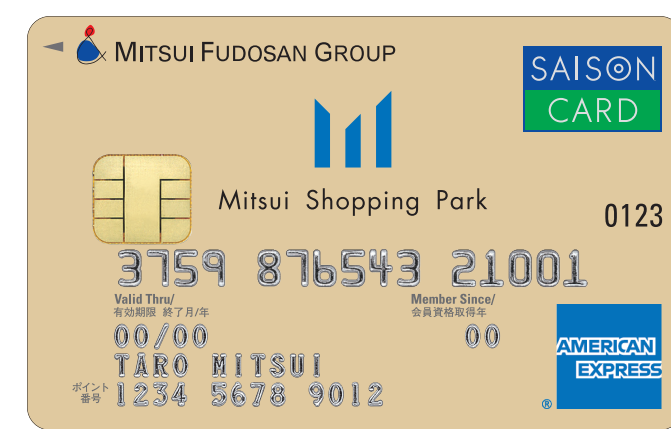 MITSUI FUDOSAN GROUP
SAISON
CARD
Mitsui Shopping Park
0123
3759 876543 21001
Valid Thru/
有効期限 終了月/年
Member Since/
会員資格取得年
00/00
00
TARO MITSUI
ポイント
番号
1234 5678 9012
AMERICAN
EXPRESS
®